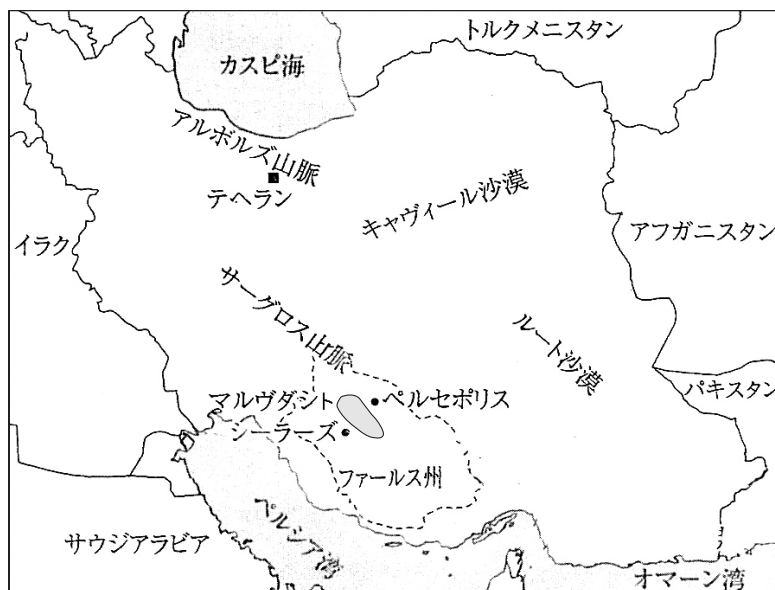 トルクメニスタン
カスピ海
アルボルズ山脈
テヘラン
キャヴィール沙漠
イラク
アフガニスタン
サーグロス山脈
ルート沙漠
マルヴダシト
ペルセポリス
パキスタン
シーラーズ
ファールス州
ペルシア湾
サウジアラビア
オマーン湾